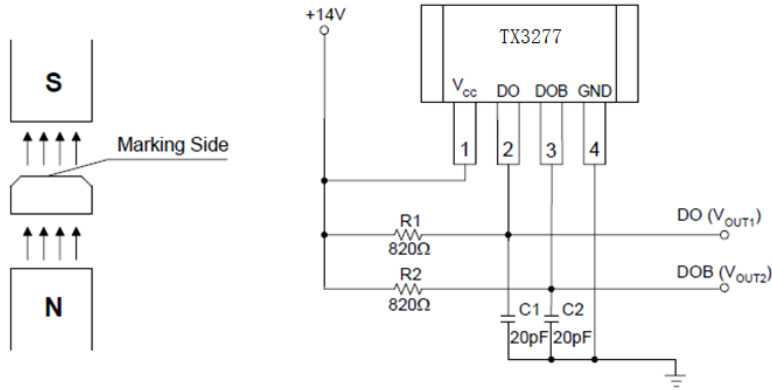 S
Marking Side
N
+14V
TX3277
Vcc DO DOB GND
1 2 3 4
DO (VOUT1)
R1
820Ω
DOB (VOUT2)
R2
820Ω
C1 C2
20pF 20pF